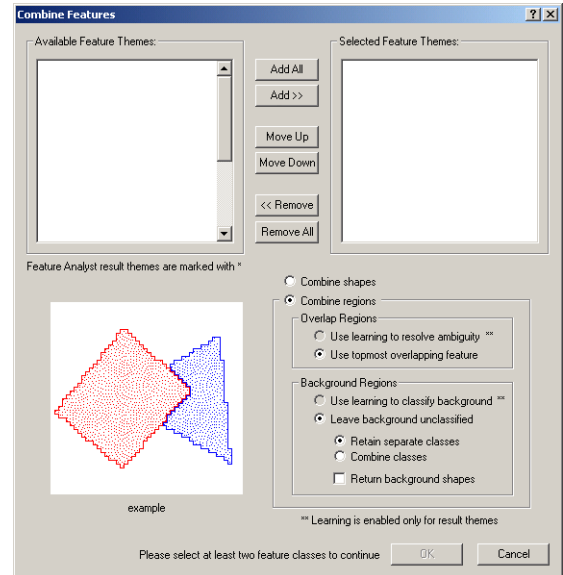 Combine Features
Available Feature Themes:
Selected Feature Themes:
Add All
Add >>
Move Up
Move Down
<< Remove
Remove All
Feature Analyst result themes are marked with *
Combine shapes
Combine regions
Overlap Regions
Use learning to resolve ambiguity **
Use topmost overlapping feature
Background Regions
Use learning to classify background **
Leave background unclassified
Retain separate classes
Combine classes
Return background shapes
example
** Learning is enabled only for result themes
Please select at least two feature classes to continue
OK
Cancel